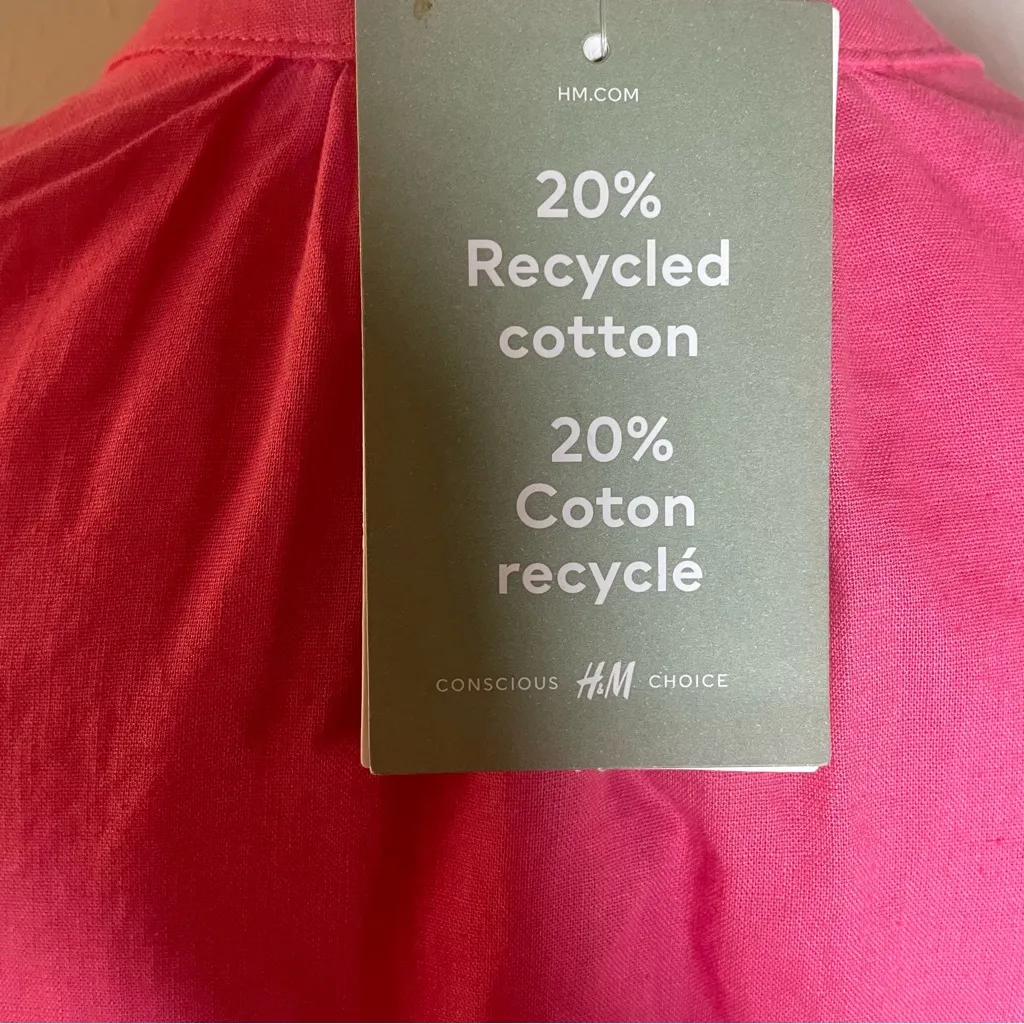 HM.COM
20%
Recycled
cotton
20%
Coton
recyclé
CONSCIOUS H&M CHOICE